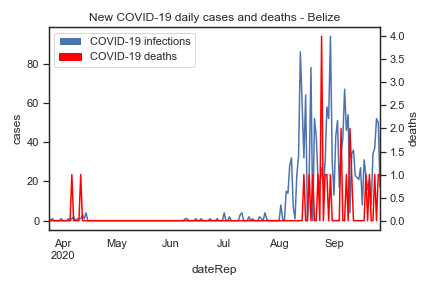 New COVID-19 daily cases and deaths - Belize
COVID-19 infections
COVID-19 deaths
cases
80
60
40
20
0
4.0
3.5
3.0
2.5
2.0
1.5
1.0
0.5
0.0
deaths
Apr May Jun Jul Aug Sep
2020
dateRep